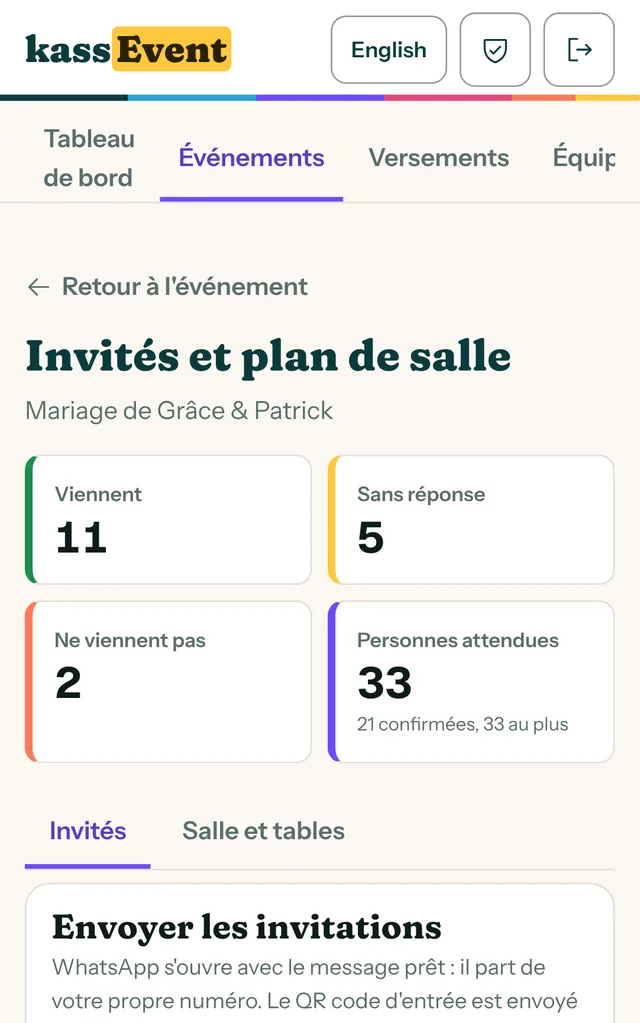 kassEvent
English
Tableau
de bord
Événements
Versements
Équip
← Retour à l'événement
Invités et plan de salle
Mariage de Grâce & Patrick
Viennent
11
Sans réponse
5
Ne viennent pas
2
Personnes attendues
33
21 confirmées, 33 au plus
Invités
Salle et tables
Envoyer les invitations
WhatsApp s'ouvre avec le message prêt : il part de
votre propre numéro. Le QR code d'entrée est envoyé